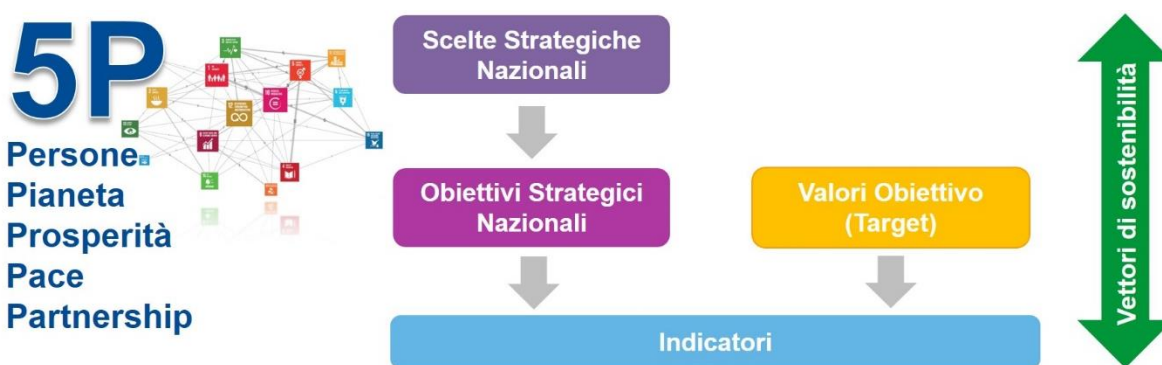 5P
Persone
Pianeta
Prosperità
Pace
Partnership
Scelte Strategiche
Nazionali
Obiettivi Strategici
Nazionali
Valori Obiettivo
(Target)
Indicatori
Vettori di sostenibilità